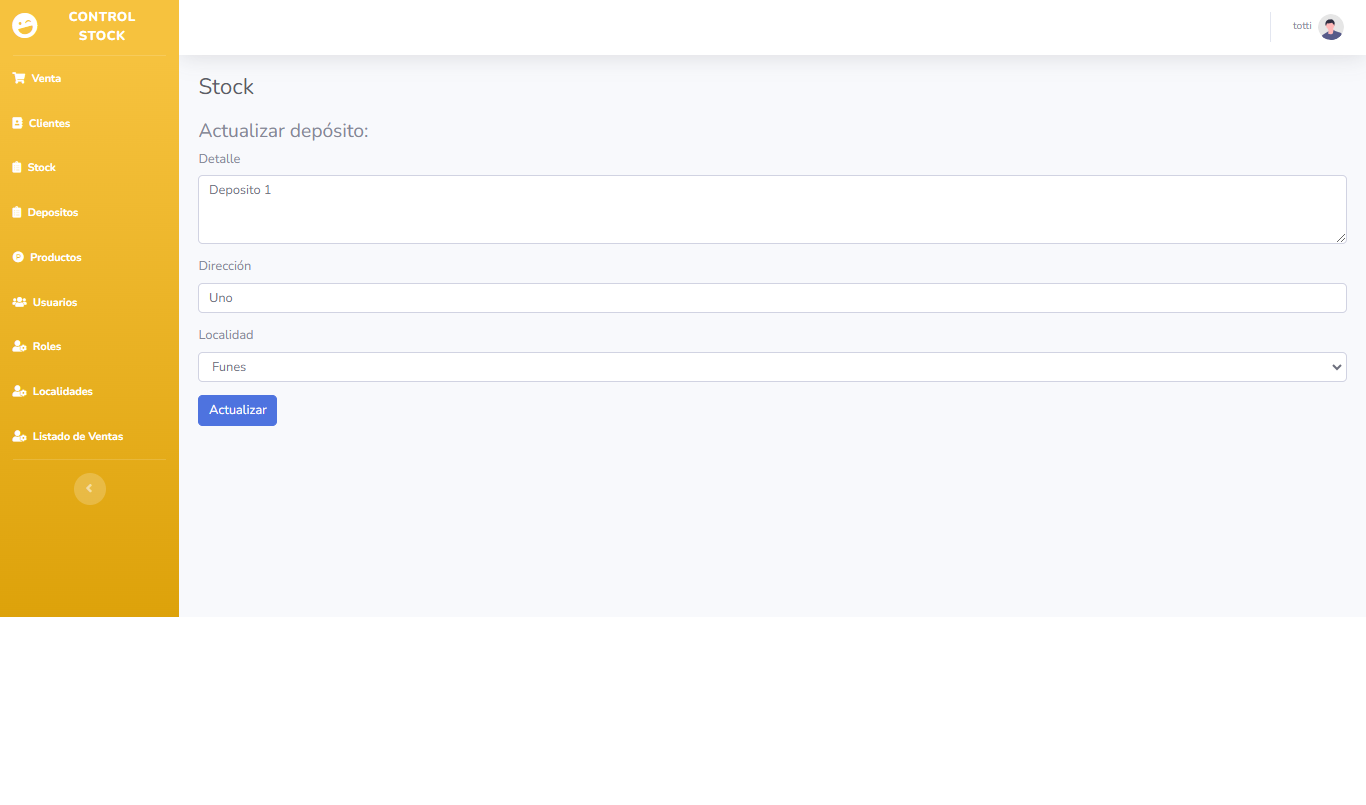 CONTROL
STOCK
totti
Venta
Clientes
Stock
Depositos
Productos
Usuarios
Roles
Localidades
Listado de Ventas
Stock
Actualizar depósito:
Detalle
Deposito 1
Dirección
Uno
Localidad
Funes
Actualizar